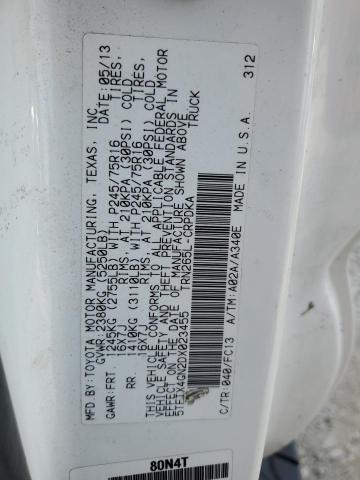 MFD BY: TOYOTA MOTOR MANUFACTURING, TEXAS, INC. 05/13
GVWR: 2380KG (5250LB)
GAWR: FRT. 1245KG (2755LB) WITH P245/75R16 TIRES,
16X7J RIMS, AT 210KPA (30PSI) COLD
RR. 1410KG (3110LB) WITH P245/75R16 TIRES,
16X7J RIMS, AT 210KPA (30PSI) COLD
THIS VEHICLE CONFORMS TO ALL APPLICABLE FEDERAL MOTOR
VEHICLE SAFETY AND THEFT PREVENTION STANDARDS IN
EFFECT ON THE DATE OF MANUFACTURE SHOWN ABOVE.
5TFTX4GN2DX023455 TRUCK
TRN265L-CRPDKA
C/TR:040/FC13 A/TM:A02A/A340E
MADE IN U.S.A. 312
80N4T